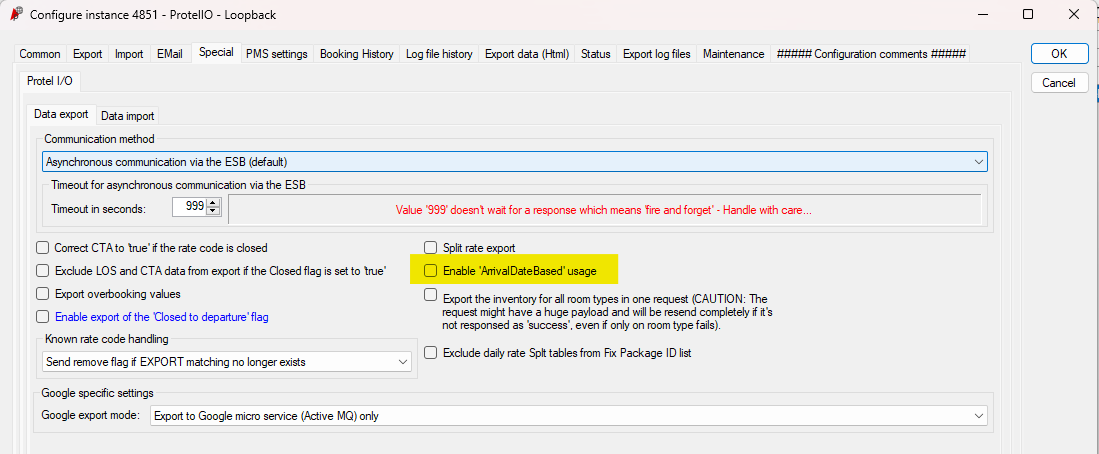 Configure instance 4851 - ProtelIO - Loopback
Common Export Import EMail Special PMS settings Booking History Log file history Export data (Html) Status Export log files Maintenance ##### Configuration comments #####
OK
Cancel
Protel I/O
Data export Data import
Communication method
Asynchronous communication via the ESB (default)
Timeout for asynchronous communication via the ESB
Timeout in seconds: 999 Value '999' doesn't wait for a response which means 'fire and forget' - Handle with care...
Correct CTA to 'true' if the rate code is closed
Exclude LOS and CTA data from export if the Closed flag is set to 'true'
Export overbooking values
Enable export of the 'Closed to departure' flag
Split rate export
Enable 'ArrivalDateBased' usage
Export the inventory for all room types in one request (CAUTION: The
request might have a huge payload and will be resend completely if it's
not responsed as 'success', even if only on room type fails).
Exclude daily rate Splt tables from Fix Package ID list
Known rate code handling
Send remove flag if EXPORT matching no longer exists
Google specific settings
Google export mode: Export to Google micro service (Active MQ) only